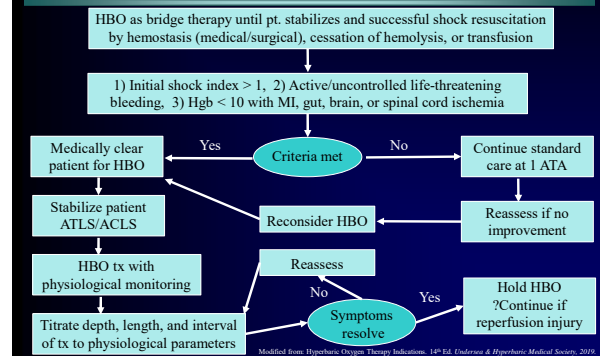 HBO as bridge therapy until pt. stabilizes and successful shock resuscitation
by hemostasis (medical/surgical), cessation of hemolysis, or transfusion
1) Initial shock index > 1, 2) Active/uncontrolled life-threatening
bleeding, 3) Hgb < 10 with MI, gut, brain, or spinal cord ischemia
Medically clear
patient for HBO
Yes
Criteria met
No
Continue standard
care at 1 ATA
Stabilize patient
ATLS/ACLS
Reconsider HBO
Reassess if no
improvement
HBO tx with
physiological monitoring
Reassess
No
Titrate depth, length, and interval
of tx to physiological parameters
Symptoms
resolve
Yes
Hold HBO
?Continue if
reperfusion injury
Modified from: Hyperbaric Oxygen Therapy Indications. 14th Ed. Undersea & Hyperbaric Medical Society, 2019.